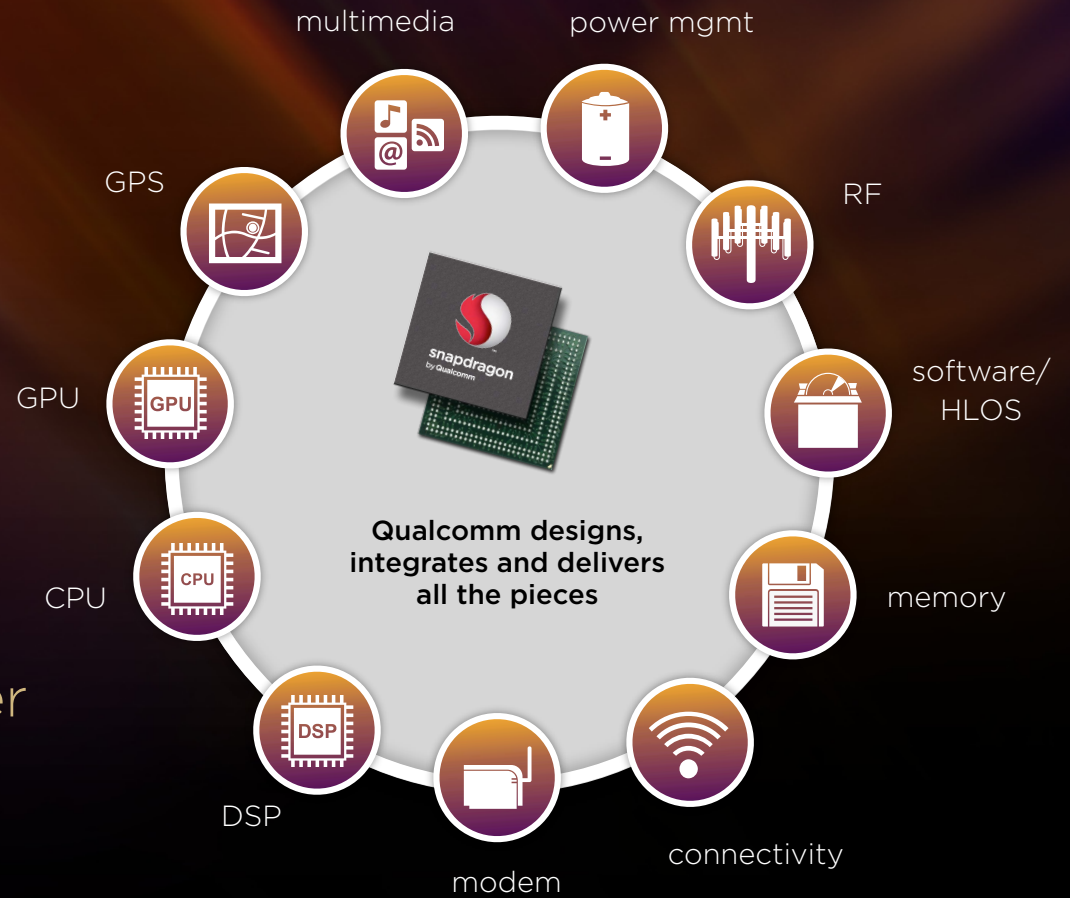 multimedia
power mgmt
GPS
RF
GPU
GPU
software/
HLOS
snapdragon
by Qualcomm
Qualcomm designs,
integrates and delivers
all the pieces
CPU
CPU
memory
er
DSP
DSP
connectivity
modem